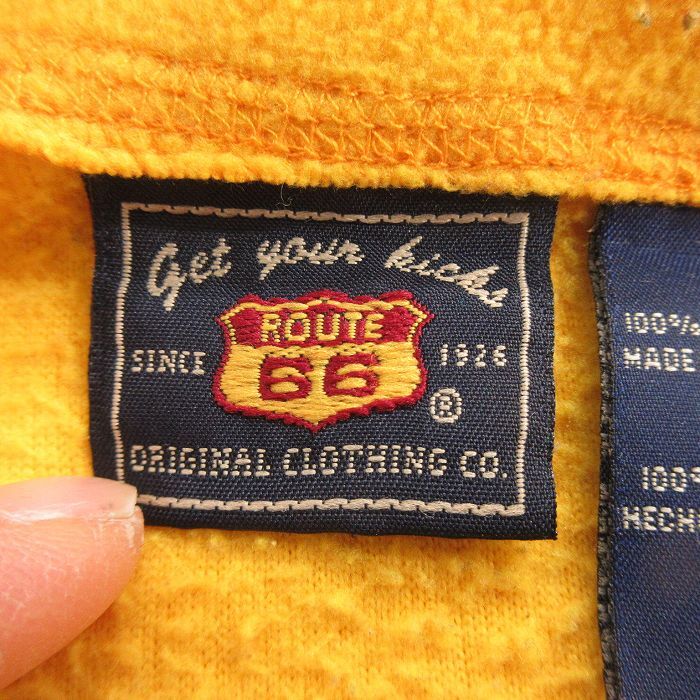 Get your kicks
ROUTE
66
SINCE 1926
®
ORIGINAL CLOTHING CO.
100%
MADE
100%
HECH